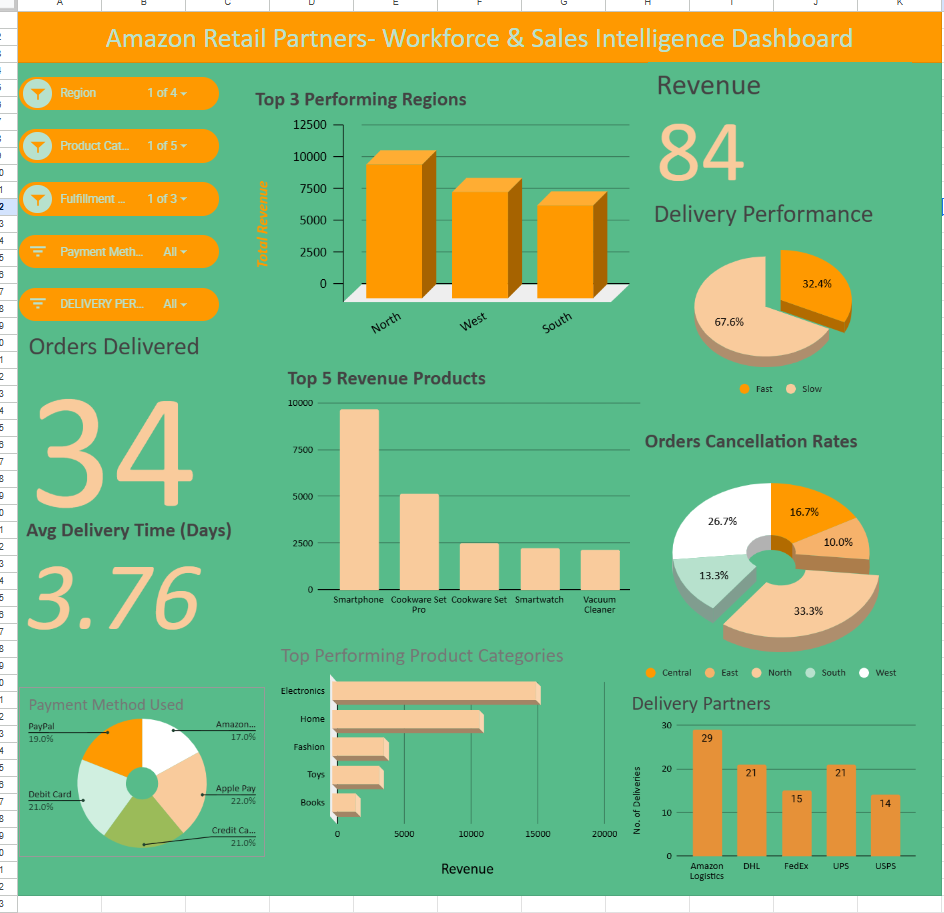 A B C D E F G H I J K
Amazon Retail Partners- Workforce & Sales Intelligence Dashboard
Region 1 of 4
Product Cat... 1 of 5
Fulfillment ... 1 of 3
Payment Meth... All
DELIVERY PER... All
Orders Delivered
34
Avg Delivery Time (Days)
3.76
Payment Method Used
PayPal
19.0%
Amazon...
17.0%
Debit Card
21.0%
Apple Pay
22.0%
Credit Ca...
21.0%
Top 3 Performing Regions
Total Revenue
12500
10000
7500
5000
2500
0
North
West
South
Top 5 Revenue Products
10000
7500
5000
2500
0
Smartphone
Cookware Set
Pro
Cookware Set
Smartwatch
Vacuum
Cleaner
Top Performing Product Categories
Electronics
Home
Fashion
Toys
Books
0 5000 10000 15000 20000
Revenue
Revenue
84
Delivery Performance
32.4%
67.6%
Fast Slow
Orders Cancellation Rates
16.7%
26.7%
10.0%
13.3%
33.3%
Central East North South West
Delivery Partners
No. of Deliveries
30
20
10
0
29
21
15
21
14
Amazon
Logistics
DHL
FedEx
UPS
USPS